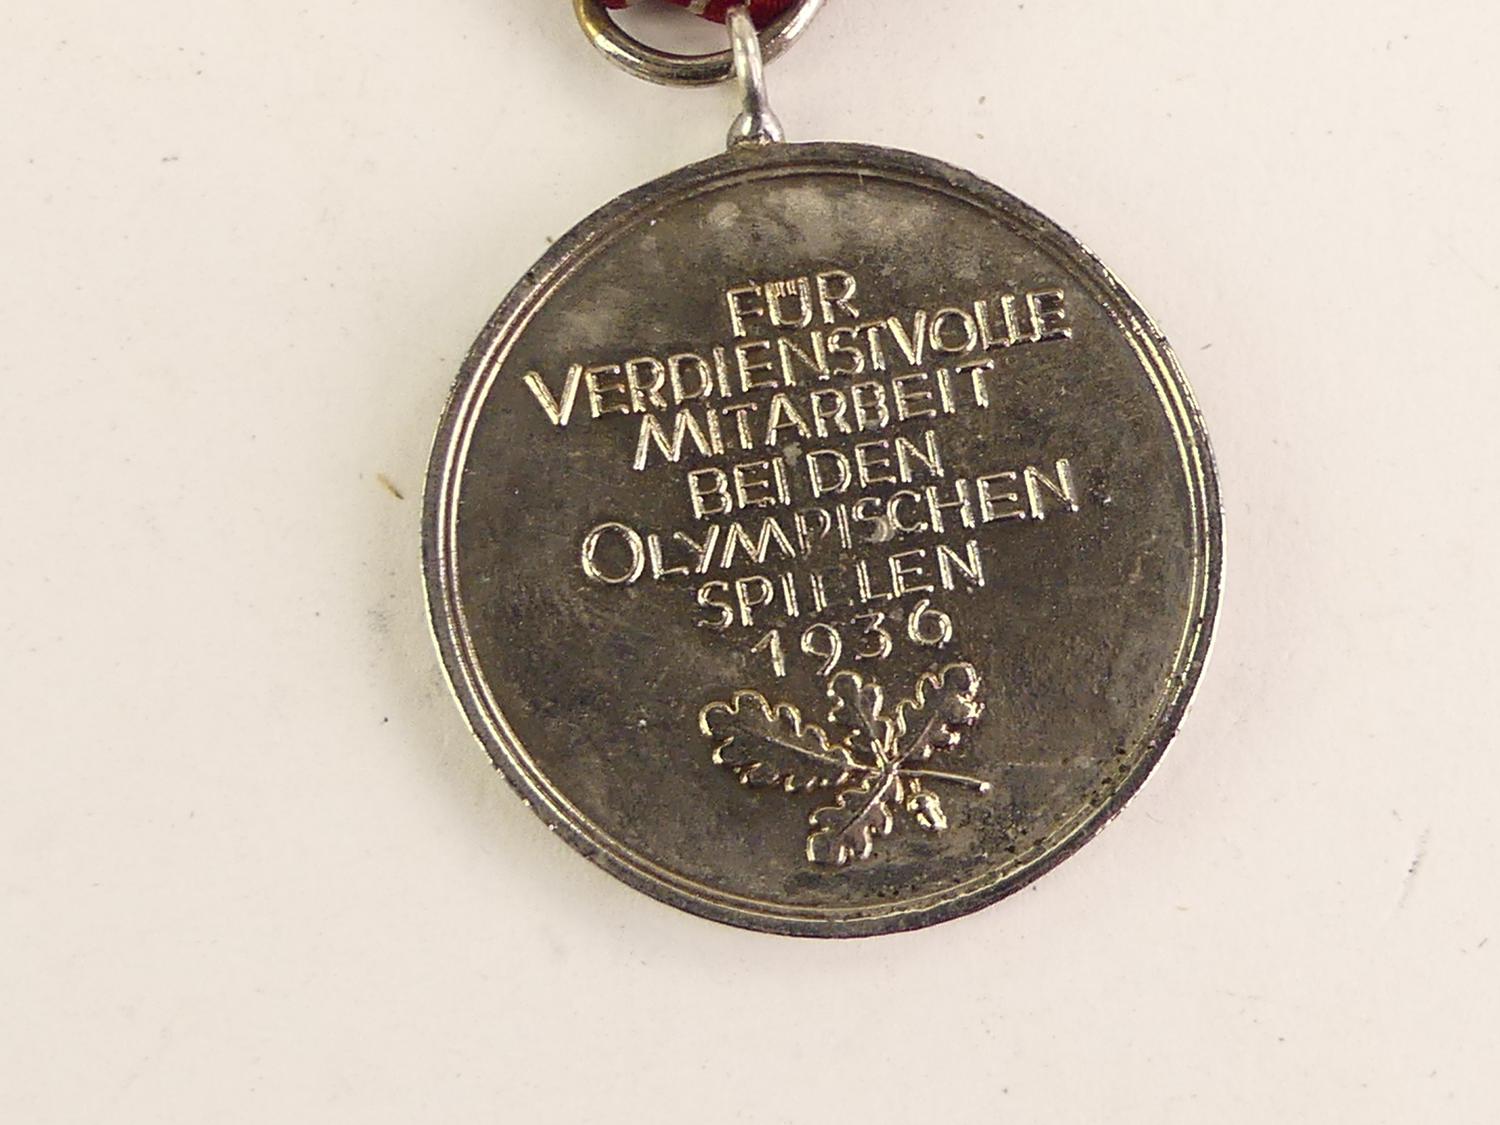 FÜR
VERDIENSTVOLLE
MITARBEIT
BEI DEN
OLYMPISCHEN
SPIELEN
1936